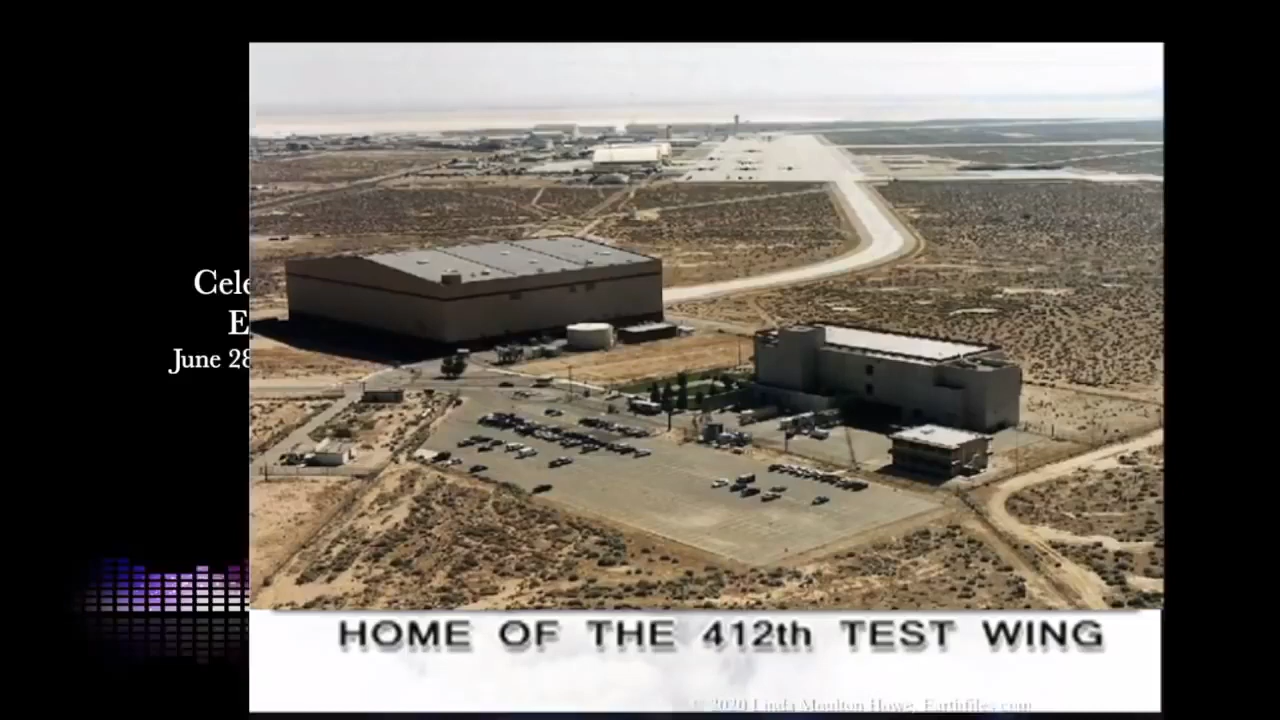 Cele
E
June 28
HOME OF THE 412th TEST WING
© 2020 Linda Moulton Howe, Earthfiles.com